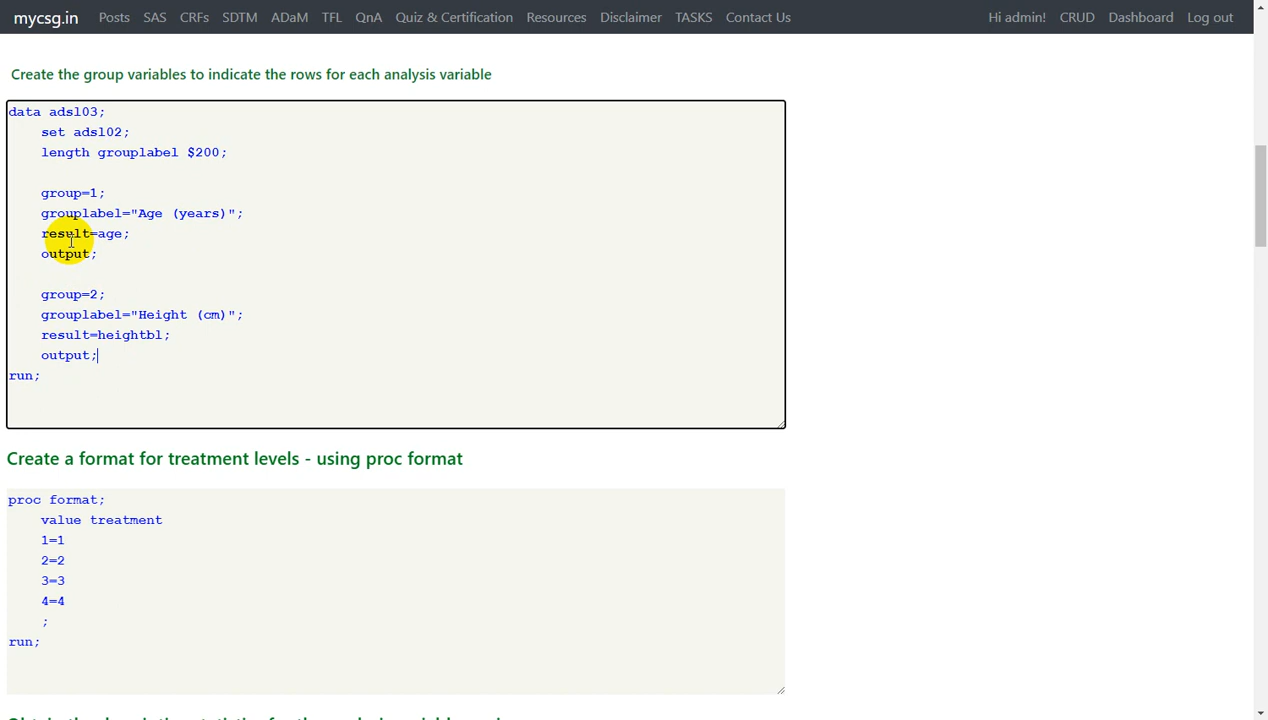 mycsg.in Posts SAS CRFs SDTM ADaM TFL QnA Quiz & Certification Resources Disclaimer TASKS Contact Us Hi admin! CRUD Dashboard Log out
Create the group variables to indicate the rows for each analysis variable
data adsl03;
set adsl02;
length grouplabel $200;
group=1;
grouplabel="Age (years)";
result=age;
output;
group=2;
grouplabel="Height (cm)";
result=heightbl;
output;
run;
Create a format for treatment levels - using proc format
proc format;
value treatment
1=1
2=2
3=3
4=4
;
run;